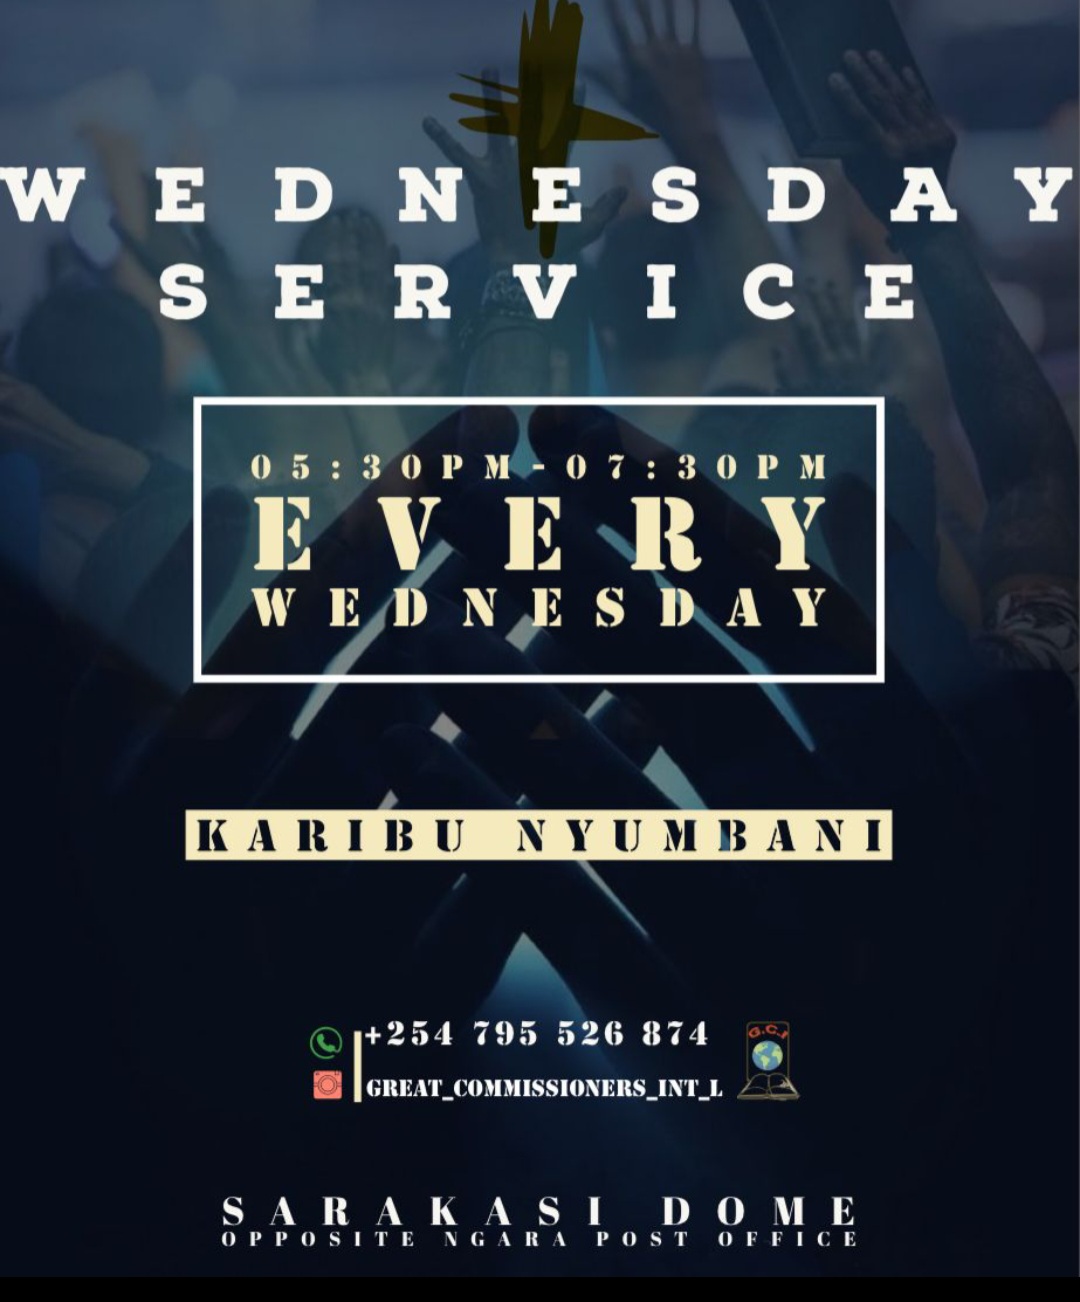 WEDNESDAY
SERVICE
05:30PM-07:30PM
EVERY
WEDNESDAY
KARIBU NYUMBANI
+254 795 526 874
GREAT_COMMISSIONERS_INT_L
G.C.I
SARAKASI DOME
OPPOSITE NGARA POST OFFICE